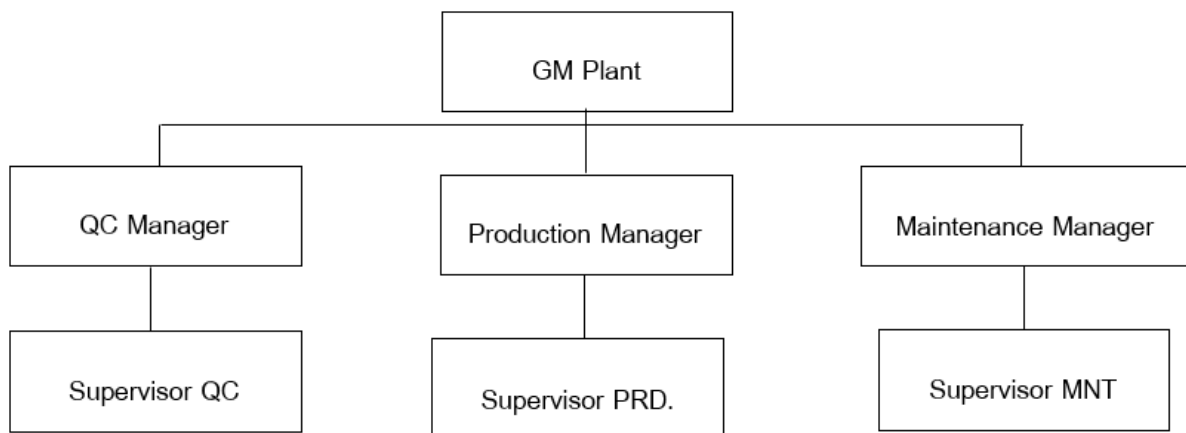 GM Plant
QC Manager
Production Manager
Maintenance Manager
Supervisor QC
Supervisor PRD.
Supervisor MNT